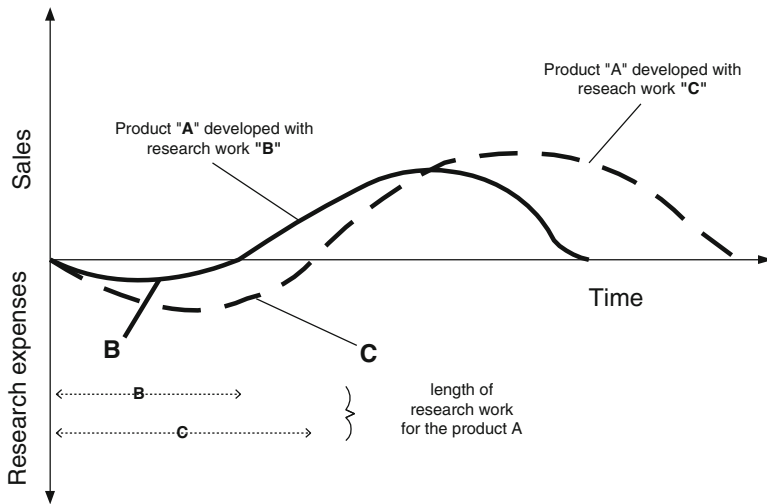 Product "A" developed with
reseach work "C"
Product "A" developed with
research work "B"
Sales
Research expenses
Time
B
C
B
C
length of
research work
for the product A